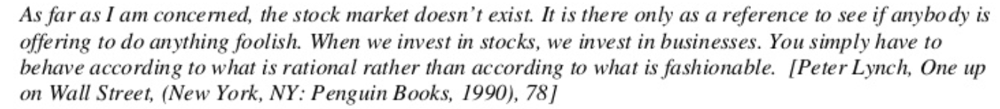 As far as I am concerned, the stock market doesn't exist. It is there only as a reference to see if anybody is
offering to do anything foolish. When we invest in stocks, we invest in businesses. You simply have to
behave according to what is rational rather than according to what is fashionable. [Peter Lynch, One up
on Wall Street, (New York, NY: Penguin Books, 1990), 78]